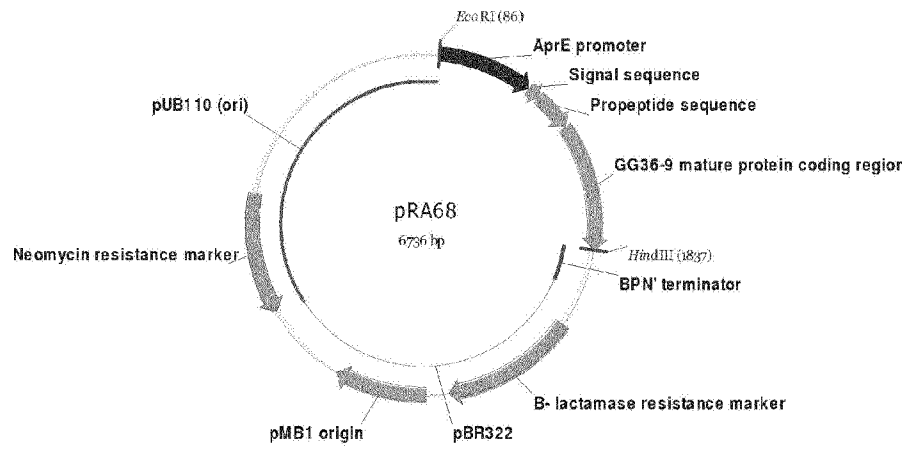 EcoRI (86)
AprE promoter
Signal sequence
Propeptide sequence
pUB110 (ori)
GG36-9 mature protein coding region
pRA68
6736 bp
Neomycin resistance marker
HindIII (1837)
BPN' terminator
B- lactamase resistance marker
pMB1 origin
pBR322